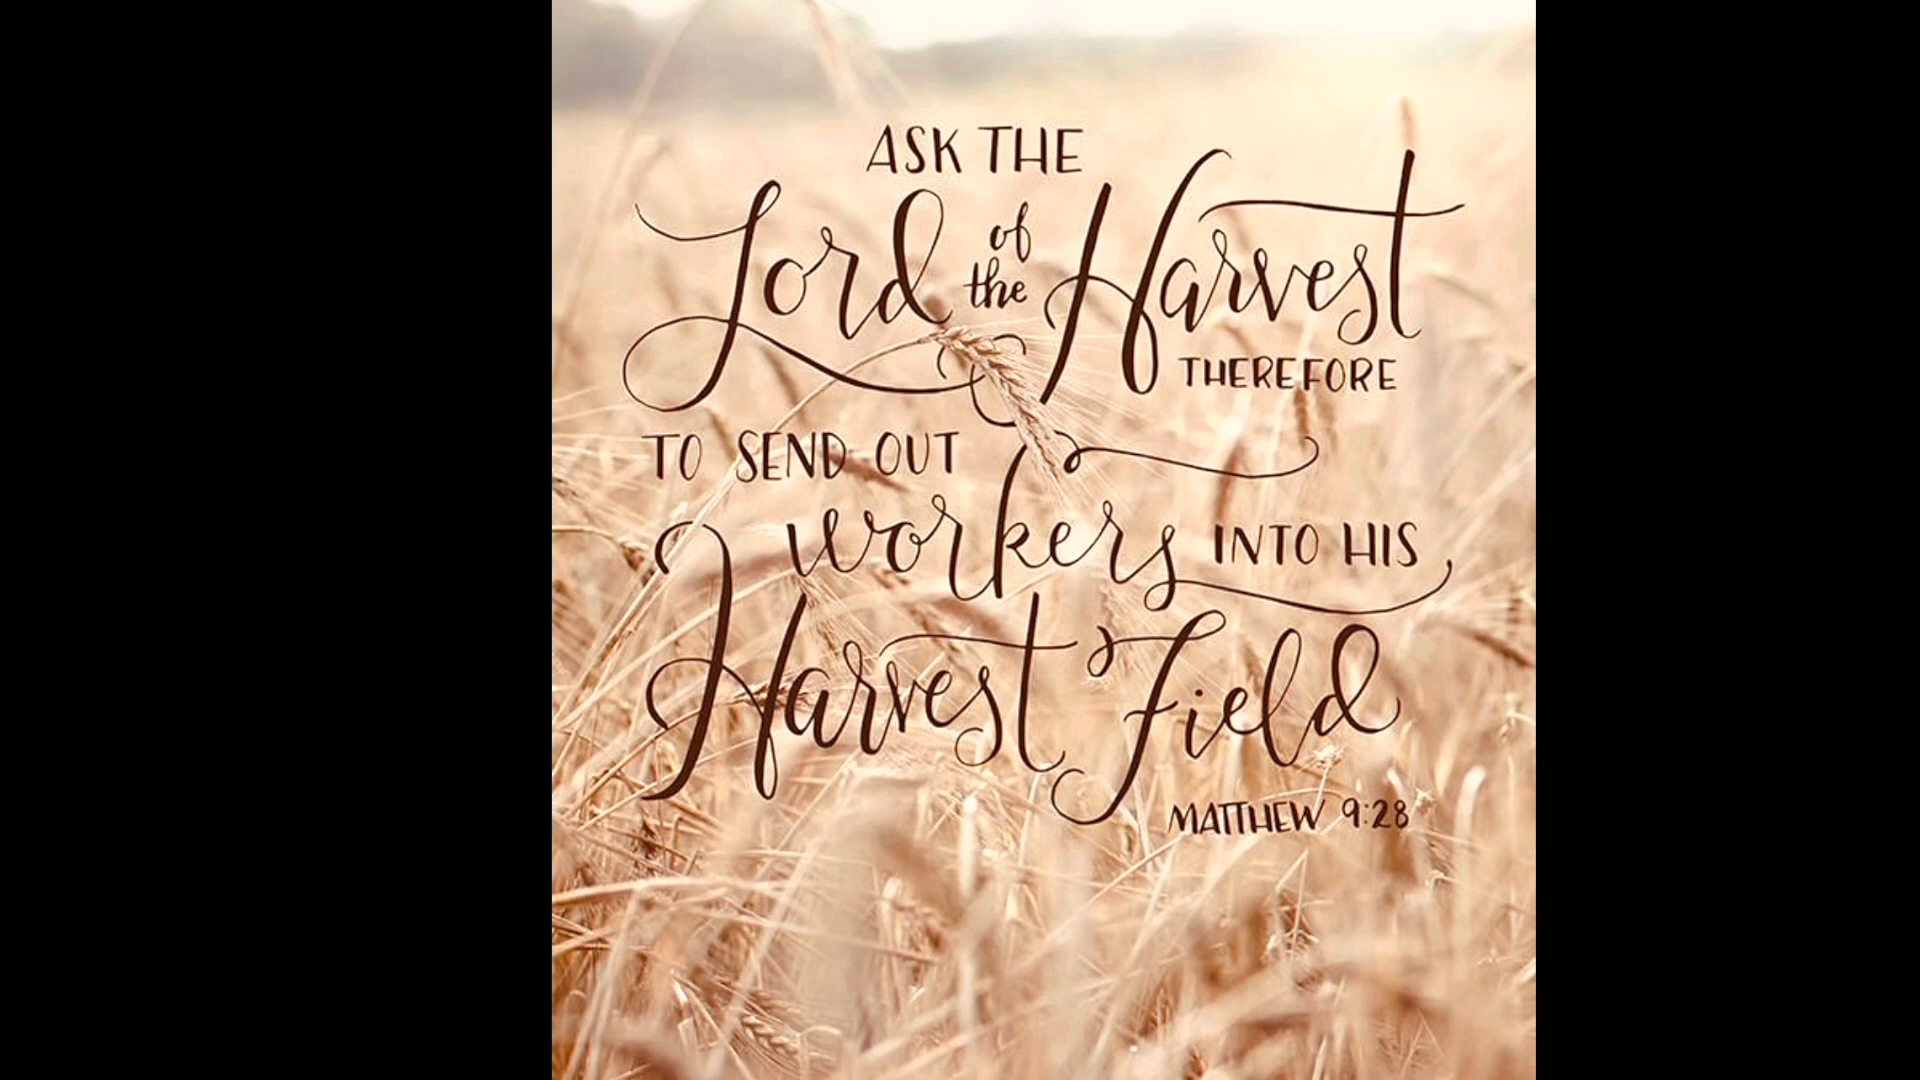 ASK THE
Lord of the Harvest
THEREFORE
TO SEND OUT
workers INTO HIS
Harvest Field
MATTHEW 9:28